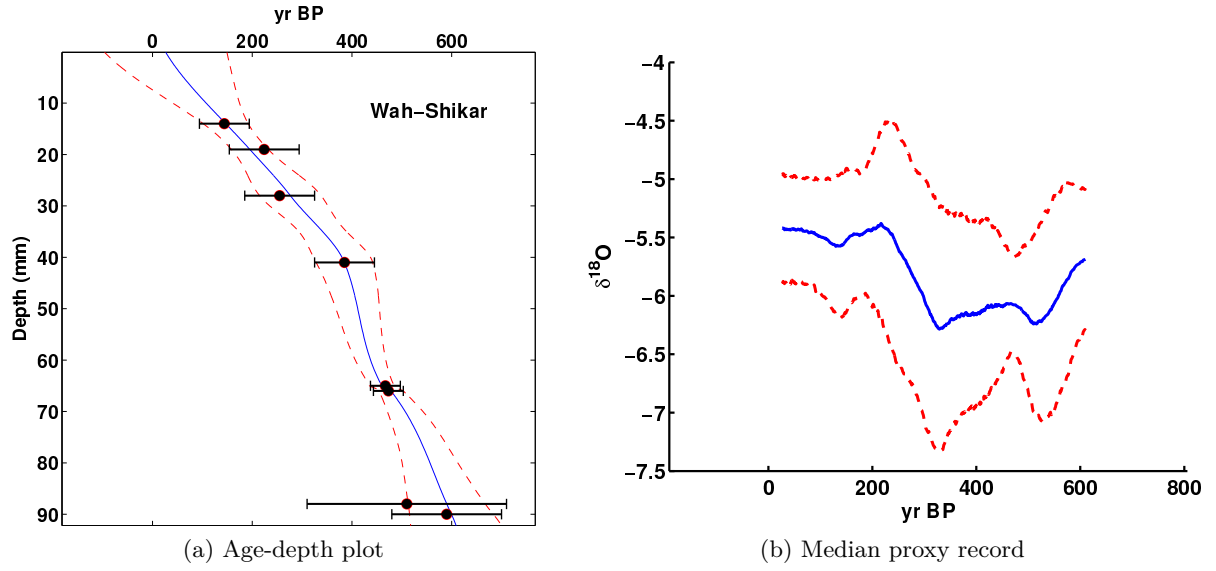 yr BP
0 200 400 600
Wah−Shikar
10
20
30
40
50
60
70
80
90
Depth (mm)
(a) Age-depth plot
−4
−4.5
−5
−5.5
−6
−6.5
−7
−7.5
δ18O
0 200 400 600 800
yr BP
(b) Median proxy record